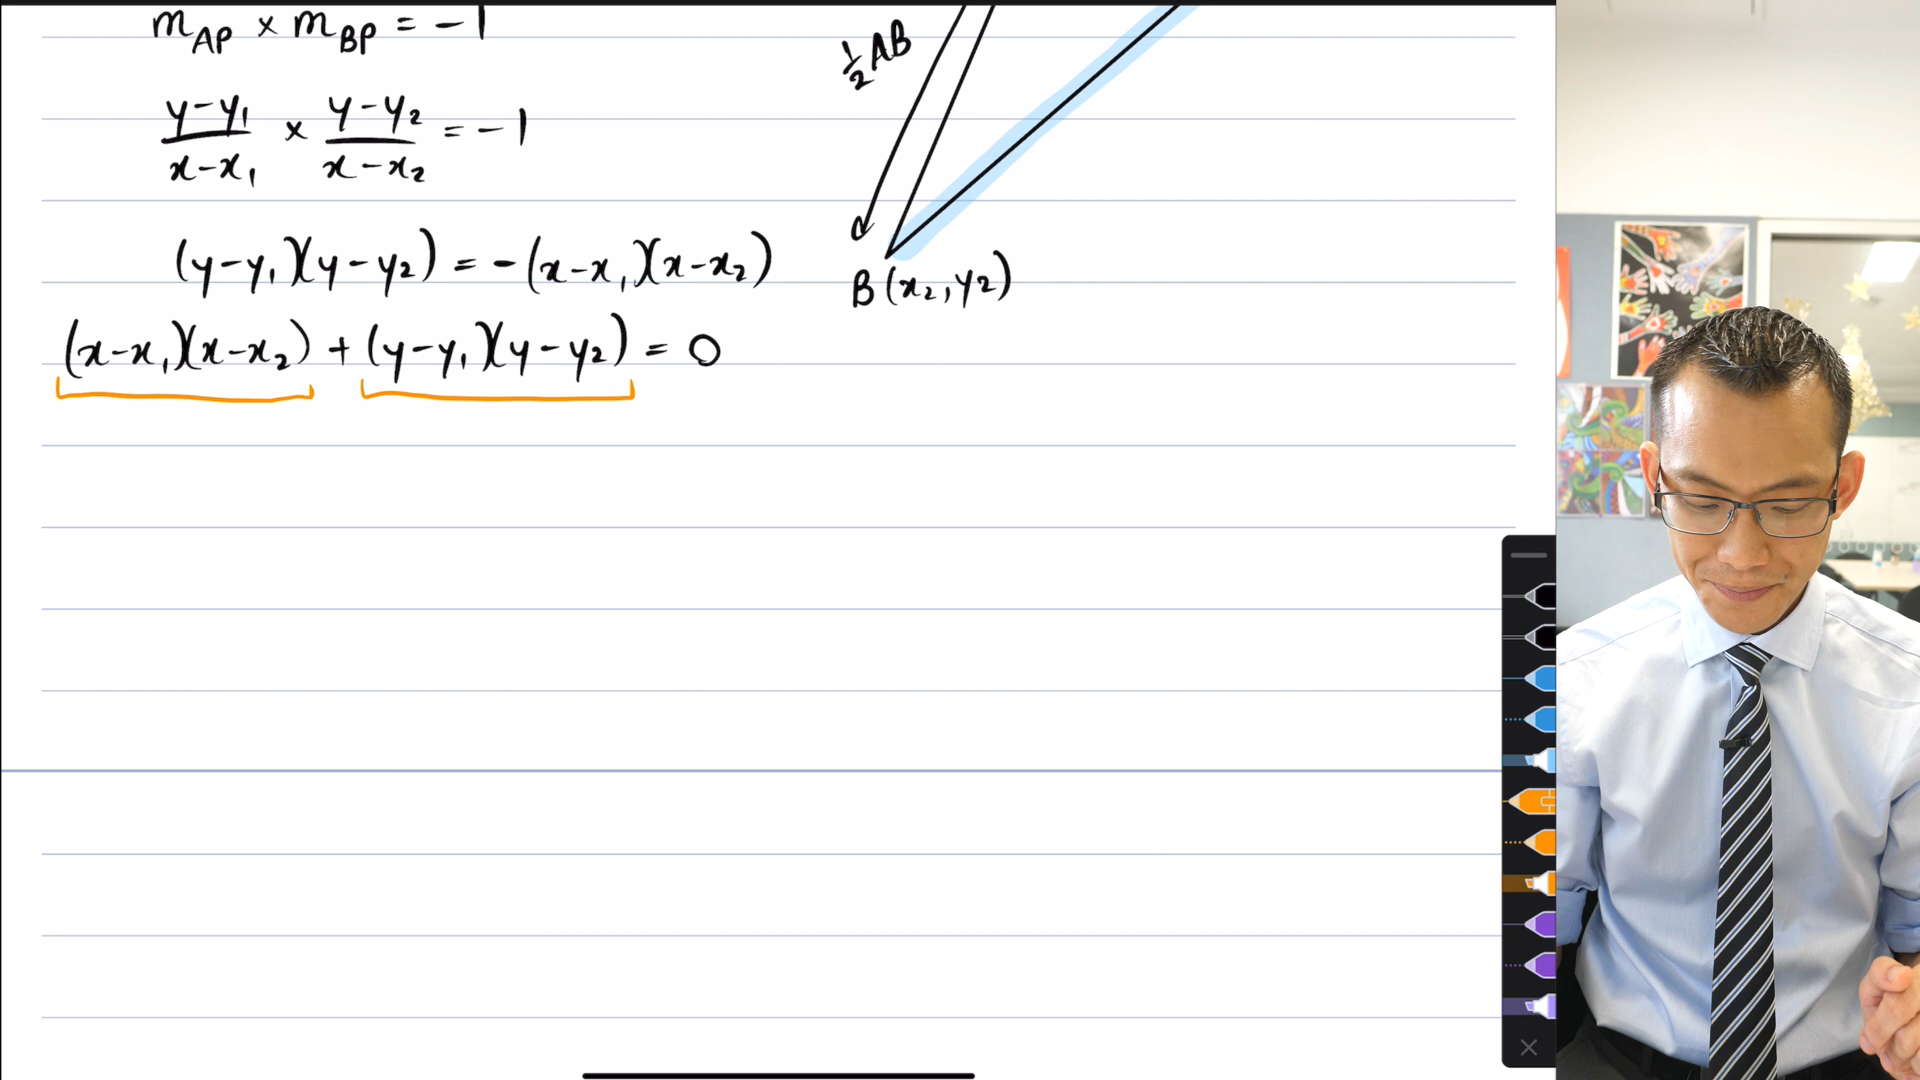 m_AP × m_BP = -1
½AB
(y-y₁)/(x-x₁) × (y-y₂)/(x-x₂) = -1
(y-y₁)(y-y₂) = -(x-x₁)(x-x₂)
B(x₂,y₂)
(x-x₁)(x-x₂) + (y-y₁)(y-y₂) = 0